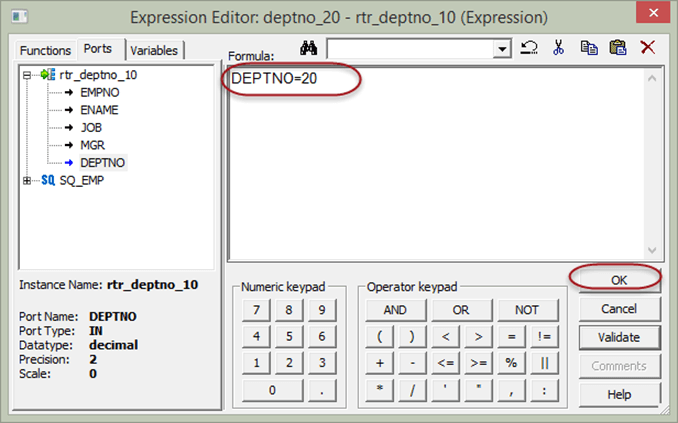 Expression Editor: deptno_20 - rtr_deptno_10 (Expression)
Functions Ports Variables
Formula:
rtr_deptno_10
EMPNO
ENAME
JOB
MGR
DEPTNO
SQ SQ_EMP
DEPTNO=20
Instance Name: rtr_deptno_10
Port Name: DEPTNO
Port Type: IN
Datatype: decimal
Precision: 2
Scale: 0
Numeric keypad
7 8 9
4 5 6
1 2 3
0 .
Operator keypad
AND OR NOT
( ) < > = !=
+ - <= >= % ||
* / ' " , :
OK
Cancel
Validate
Comments
Help